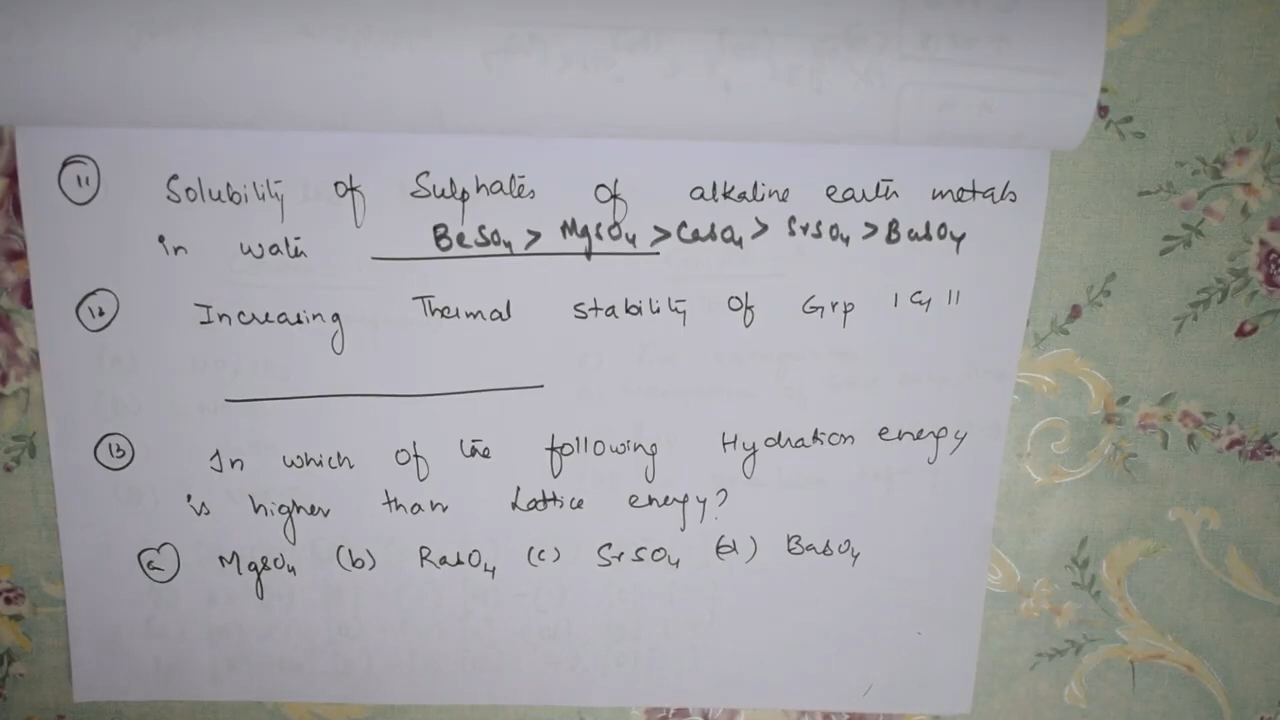 11 Solubility of Sulphates of alkaline earth metals
in water BeSO4 > MgSO4 > CaSO4 > SrSO4 > BaSO4
12 Increasing Thermal stability of Grp I & II
13 In which of the following Hydration energy
is higher than Lattice energy?
(a) MgSO4 (b) RaSO4 (c) SrSO4 (d) BaSO4